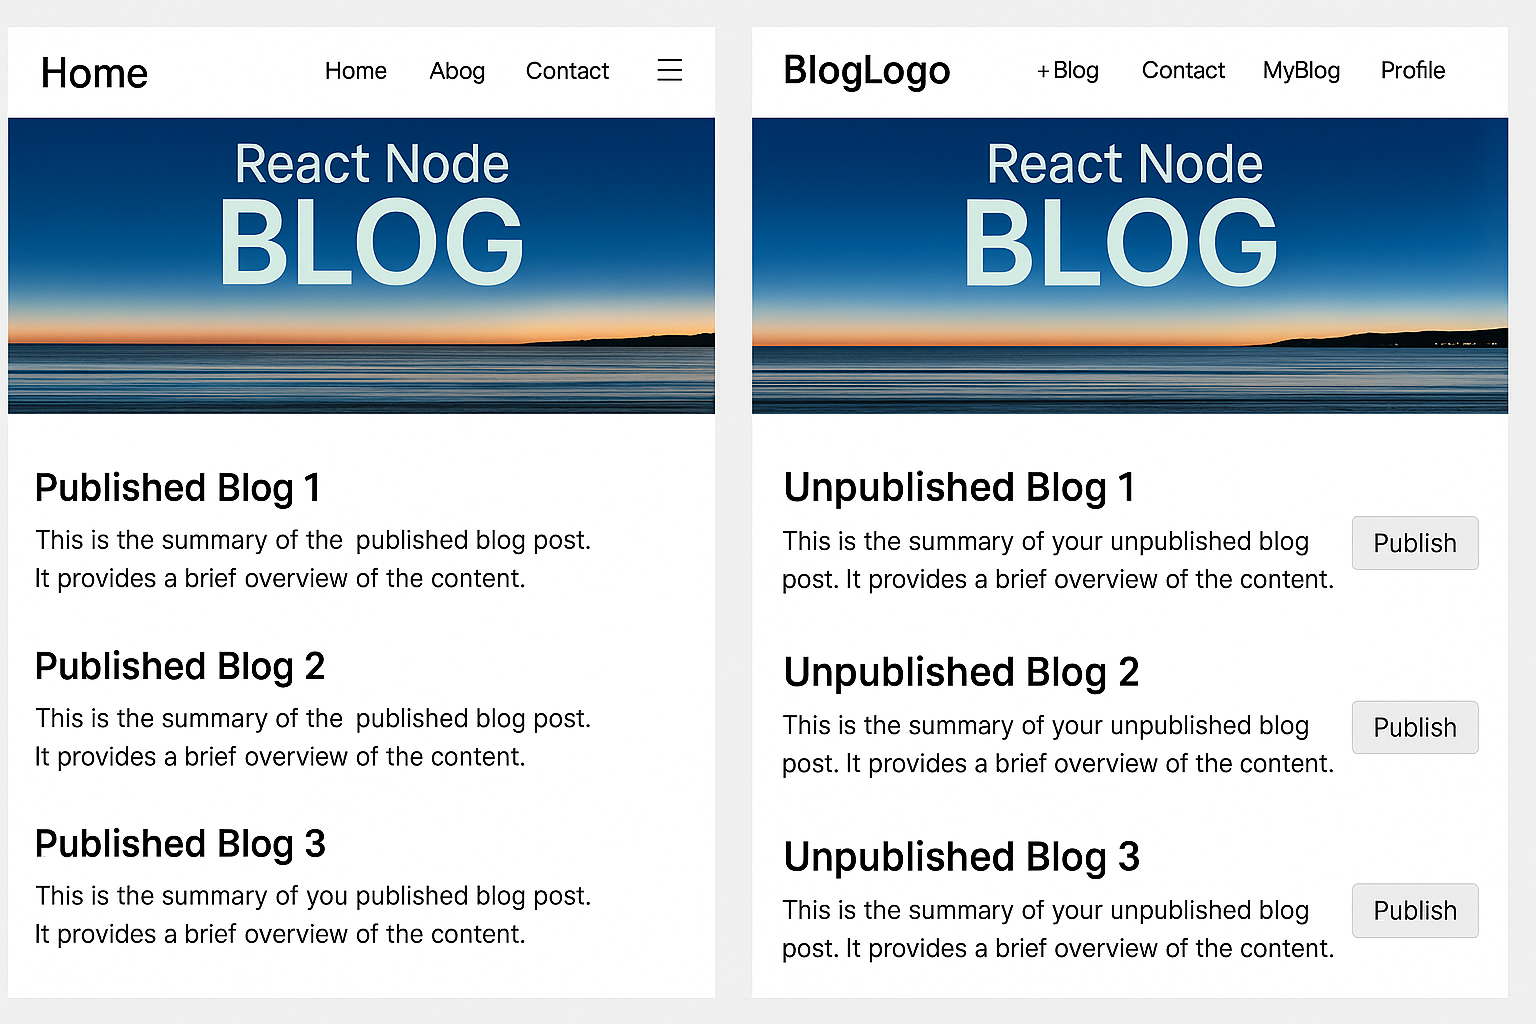 Home
Home Abog Contact
React Node
BLOG
Published Blog 1
This is the summary of the published blog post.
It provides a brief overview of the content.
Published Blog 2
This is the summary of the published blog post.
It provides a brief overview of the content.
Published Blog 3
This is the summary of you published blog post.
It provides a brief overview of the content.
BlogLogo
+ Blog Contact MyBlog Profile
React Node
BLOG
Unpublished Blog 1
This is the summary of your unpublished blog
post. It provides a brief overview of the content.
Publish
Unpublished Blog 2
This is the summary of your unpublished blog
post. It provides a brief overview of the content.
Publish
Unpublished Blog 3
This is the summary of your unpublished blog
post. It provides a brief overview of the content.
Publish